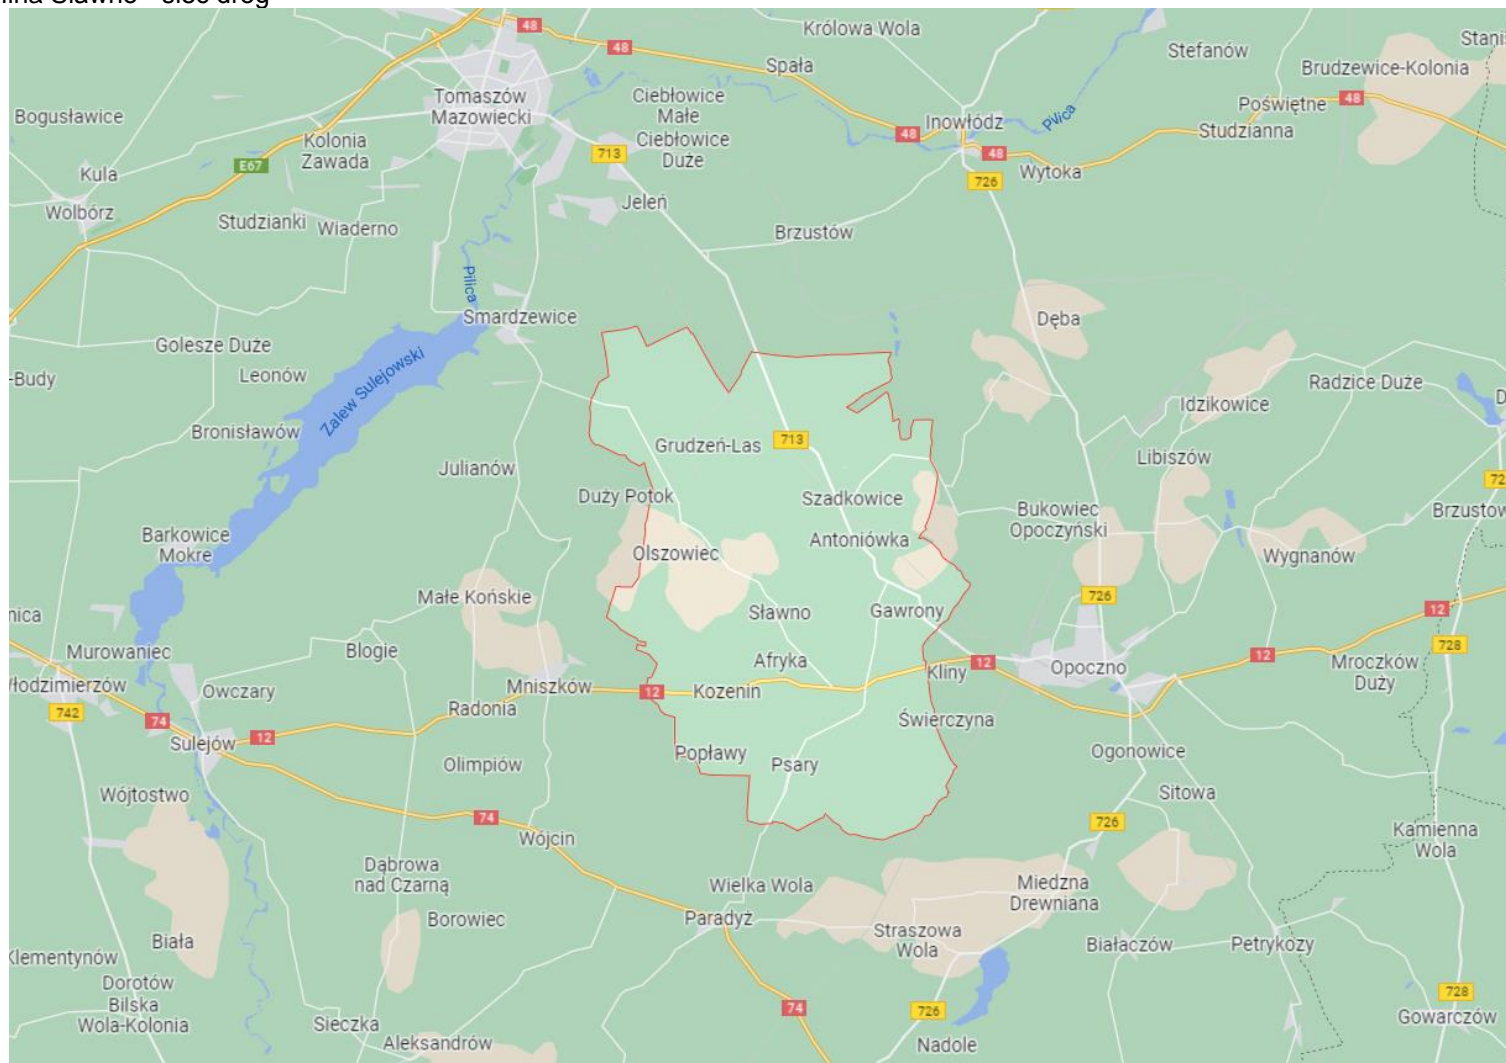 48
Królowa Wola
48
Stefanów
Spała
Brudzewice-Kolonia
Tomaszów
Mazowiecki
Ciebłowice
Małe
Poświętne
48
Bogusławice
Inowłódz
Pilica
Kolonia
Zawada
48
Studzianna
Ciebłowice
Duże
713
48
E67
Kula
726
Wytoka
Wolbórz
Jeleń
Studzianki
Wiaderno
Brzustów
Pilica
Smardzewice
Dęba
Golesze Duże
Zalew Sulejowski
-Budy
Leonów
Radzice Duże
Idzikowice
Bronisławów
Grudzeń-Las
713
Julianów
Libiszów
Duży Potok
Szadkowice
Bukowiec
Opoczyński
Barkowice
Mokre
Antoniówka
Olszowiec
Wygnanów
Małe Końskie
726
12
Sławno
Gawrony
nica
Murowaniec
Blogie
728
Afryka
Kliny
12
Opoczno
12
Mroczków
Duży
Owczary
Mniszków
12
Kozenin
742
Radonia
74
Świerczyna
Sulejów
12
Popławy
Psary
Ogonowice
Olimpiów
Wójtostwo
Sitowa
74
726
Wójcin
Kamienna
Wola
Dąbrowa
nad Czarną
Wielka Wola
Miedzna
Drewniana
Borowiec
Paradyż
Straszowa
Wola
Biała
Białaczów
Petrykozy
Dorotów
Bilska
Wola-Kolonia
728
74
726
Sieczka
Gowarczów
Aleksandrów
Nadole